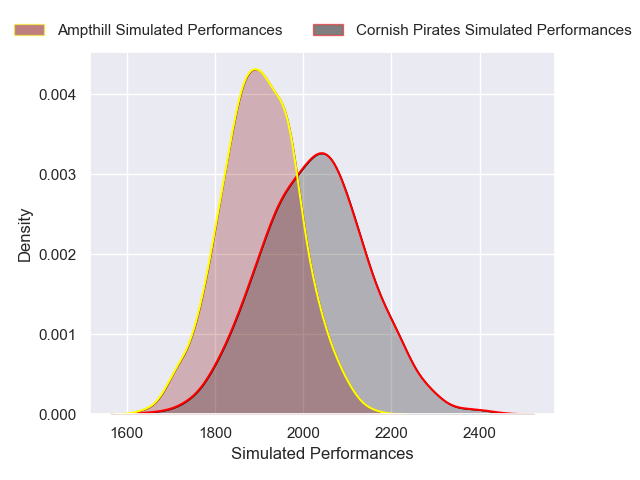 Ampthill Simulated Performances
Cornish Pirates Simulated Performances
Density
0.004
0.003
0.002
0.001
0.000
1600
1800
2000
2200
2400
Simulated Performances